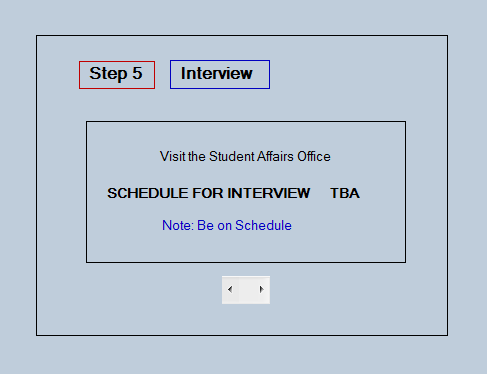 Step 5 Interview
Visit the Student Affairs Office
SCHEDULE FOR INTERVIEW TBA
Note: Be on Schedule